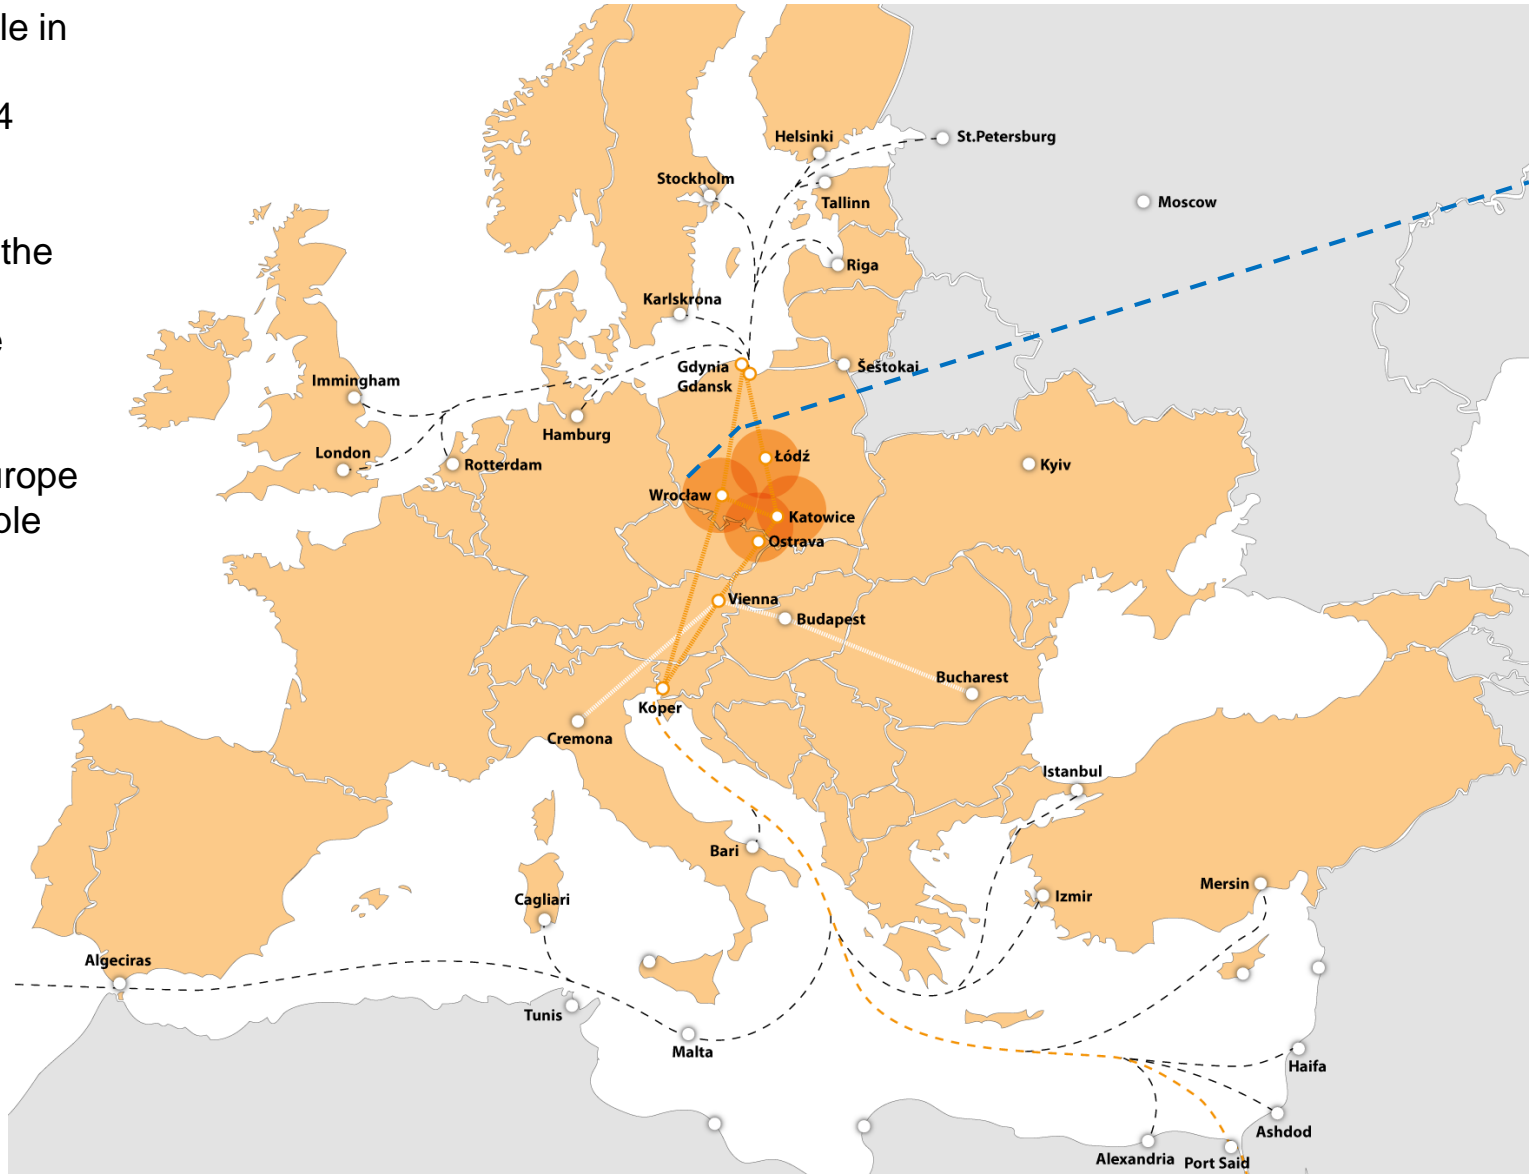 le in
4
the
e
urope
ole
Helsinki
St.Petersburg
Stockholm
Tallinn
Moscow
Riga
Karlskrona
Gdynia
Gdansk
Šeštokai
Immingham
Hamburg
London
Rotterdam
Łódź
Kyiv
Wrocław
Katowice
Ostrava
Vienna
Budapest
Bucharest
Koper
Cremona
Istanbul
Bari
Cagliari
Izmir
Mersin
Algeciras
Tunis
Malta
Haifa
Ashdod
Alexandria
Port Said